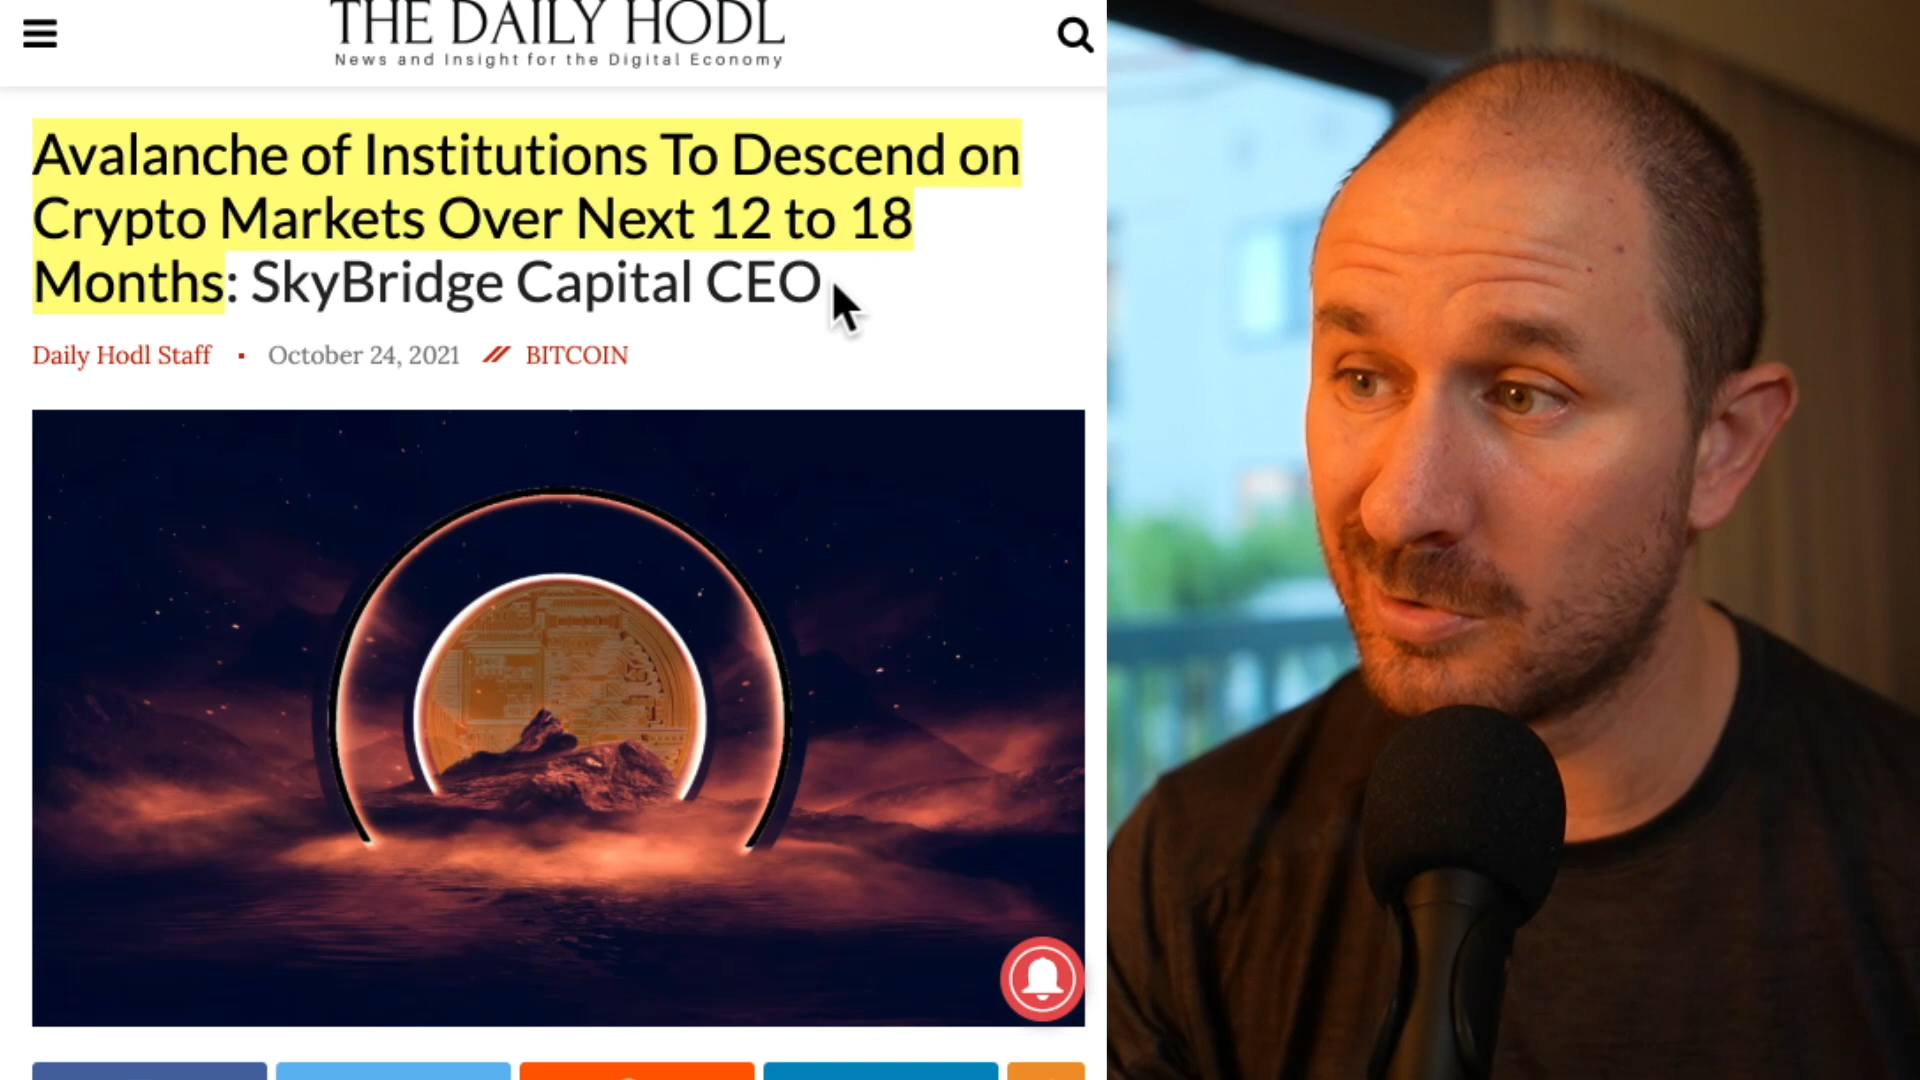 THE DAILY HODL
News and Insight for the Digital Economy
Avalanche of Institutions To Descend on
Crypto Markets Over Next 12 to 18
Months: SkyBridge Capital CEO
Daily Hodl Staff • October 24, 2021 // BITCOIN